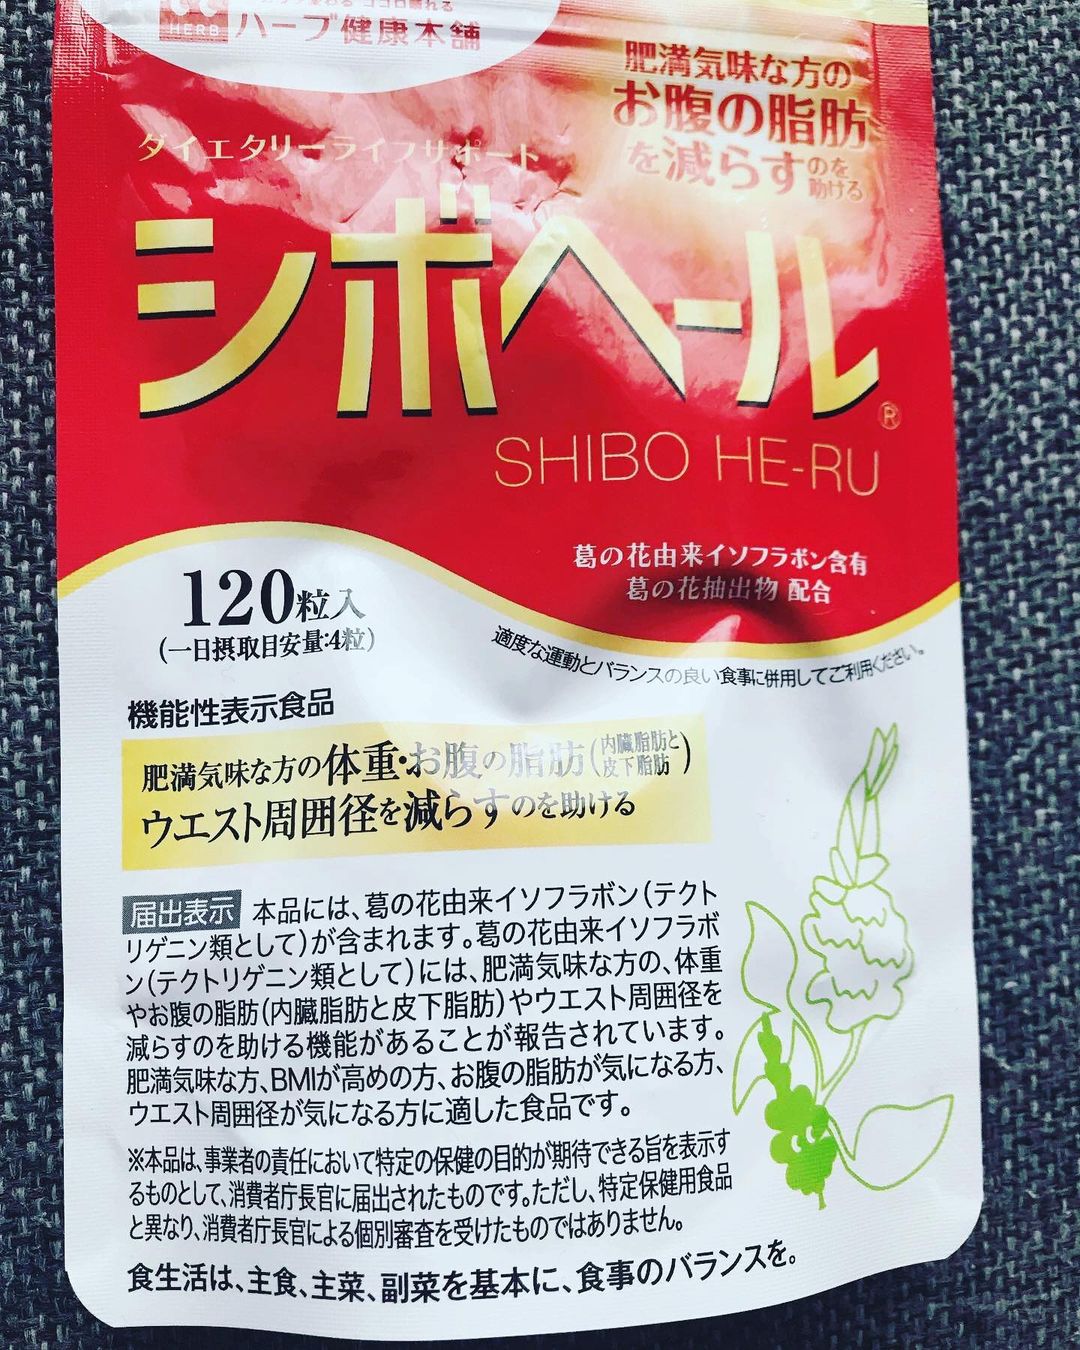 HERB
ハーブ健康本舗
肥満気味な方の
お腹の脂肪
を減らすのを助ける
ダイエタリーライフサポート
シボヘール®
SHIBO HE-RU
葛の花由来イソフラボン含有
葛の花抽出物 配合
120粒入
(一日摂取目安量:4粒)
適度な運動とバランスの良い食事に併用してご利用ください。
機能性表示食品
肥満気味な方の体重・お腹の脂肪(内臓脂肪と皮下脂肪)
ウエスト周囲径を減らすのを助ける
届出表示 本品には、葛の花由来イソフラボン(テクト
リゲニン類として)が含まれます。葛の花由来イソフラボ
ン(テクトリゲニン類として)には、肥満気味な方の、体重
やお腹の脂肪(内臓脂肪と皮下脂肪)やウエスト周囲径を
減らすのを助ける機能があることが報告されています。
肥満気味な方、BMIが高めの方、お腹の脂肪が気になる方、
ウエスト周囲径が気になる方に適した食品です。
※本品は、事業者の責任において特定の保健の目的が期待できる旨を表示す
るものとして、消費者庁長官に届出されたものです。ただし、特定保健用食品
と異なり、消費者庁長官による個別審査を受けたものではありません。
食生活は、主食、主菜、副菜を基本に、食事のバランスを。